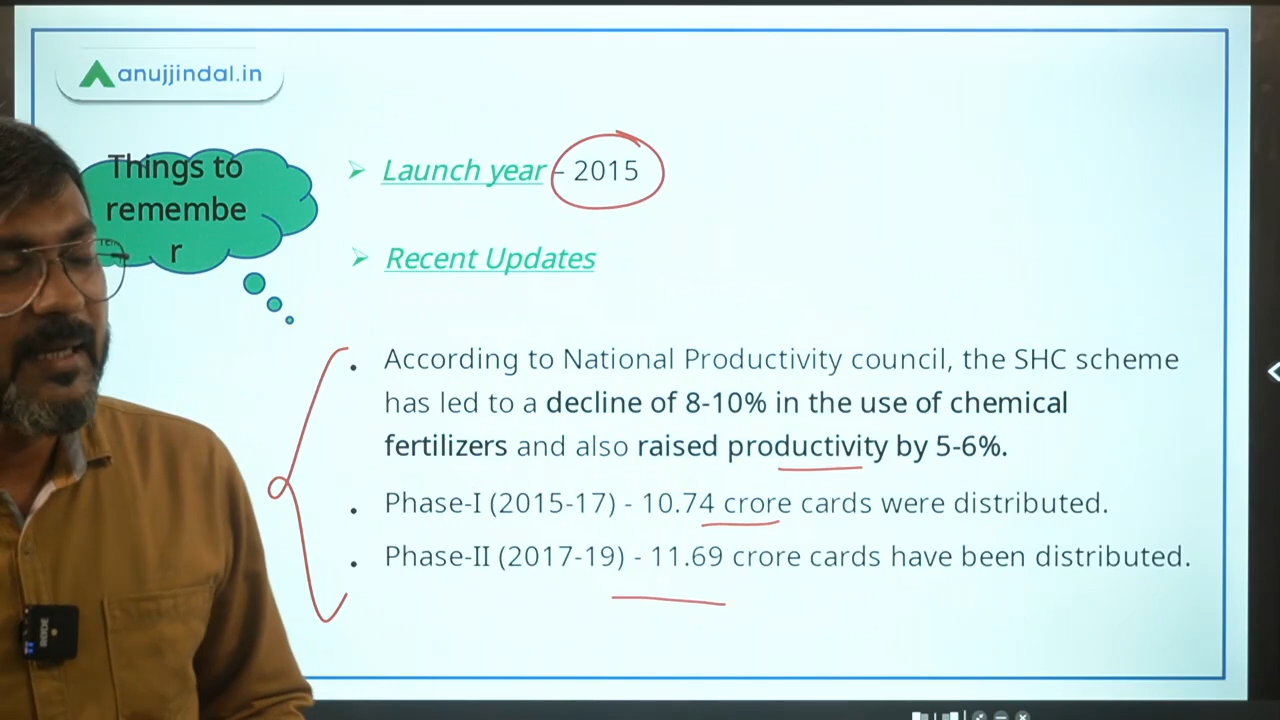 anujjindal.in
Things to
remembe
r
Launch year - 2015
Recent Updates
According to National Productivity council, the SHC scheme
has led to a decline of 8-10% in the use of chemical
fertilizers and also raised productivity by 5-6%.
Phase-I (2015-17) - 10.74 crore cards were distributed.
Phase-II (2017-19) - 11.69 crore cards have been distributed.
RODE